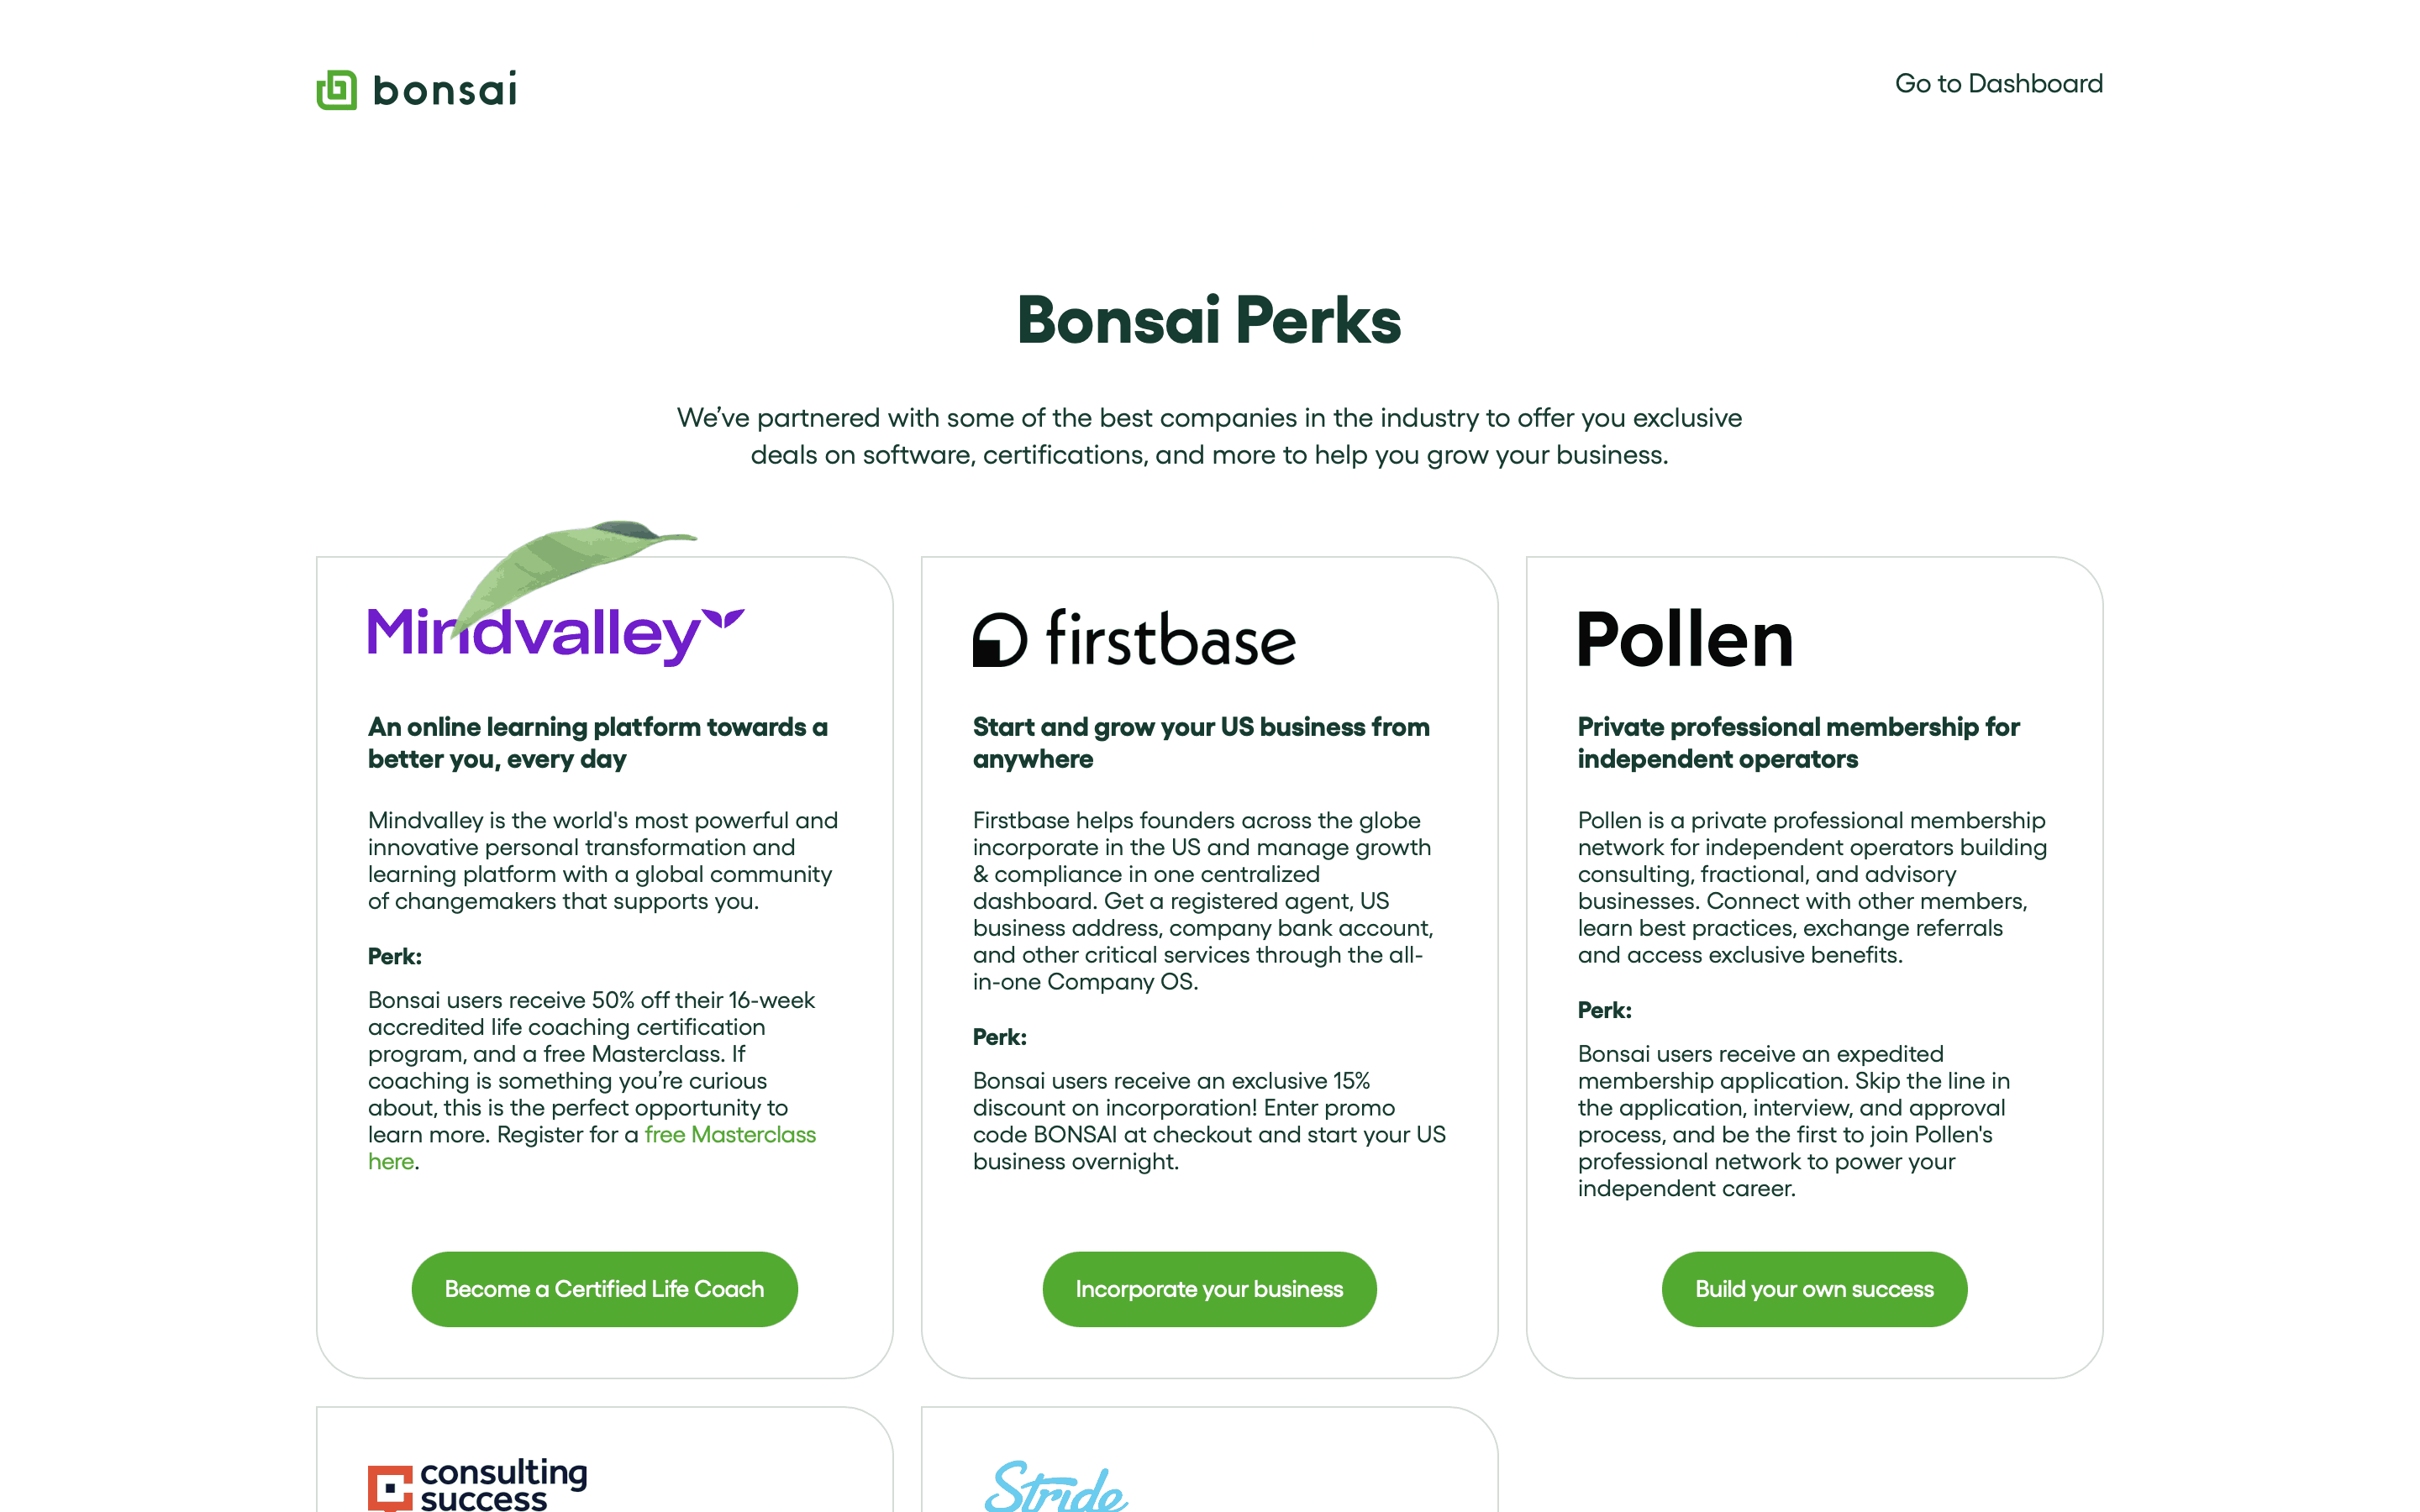 bonsai
Go to Dashboard
Bonsai Perks
We’ve partnered with some of the best companies in the industry to offer you exclusive
deals on software, certifications, and more to help you grow your business.
Mindvalley
An online learning platform towards a
better you, every day
Mindvalley is the world's most powerful and
innovative personal transformation and
learning platform with a global community
of changemakers that supports you.
Perk:
Bonsai users receive 50% off their 16-week
accredited life coaching certification
program, and a free Masterclass. If
coaching is something you’re curious
about, this is the perfect opportunity to
learn more. Register for a free Masterclass
here.
Become a Certified Life Coach
firstbase
Start and grow your US business from
anywhere
Firstbase helps founders across the globe
incorporate in the US and manage growth
& compliance in one centralized
dashboard. Get a registered agent, US
business address, company bank account,
and other critical services through the all-
in-one Company OS.
Perk:
Bonsai users receive an exclusive 15%
discount on incorporation! Enter promo
code BONSAI at checkout and start your US
business overnight.
Incorporate your business
Pollen
Private professional membership for
independent operators
Pollen is a private professional membership
network for independent operators building
consulting, fractional, and advisory
businesses. Connect with other members,
learn best practices, exchange referrals
and access exclusive benefits.
Perk:
Bonsai users receive an expedited
membership application. Skip the line in
the application, interview, and approval
process, and be the first to join Pollen's
professional network to power your
independent career.
Build your own success
consulting
success
Stride